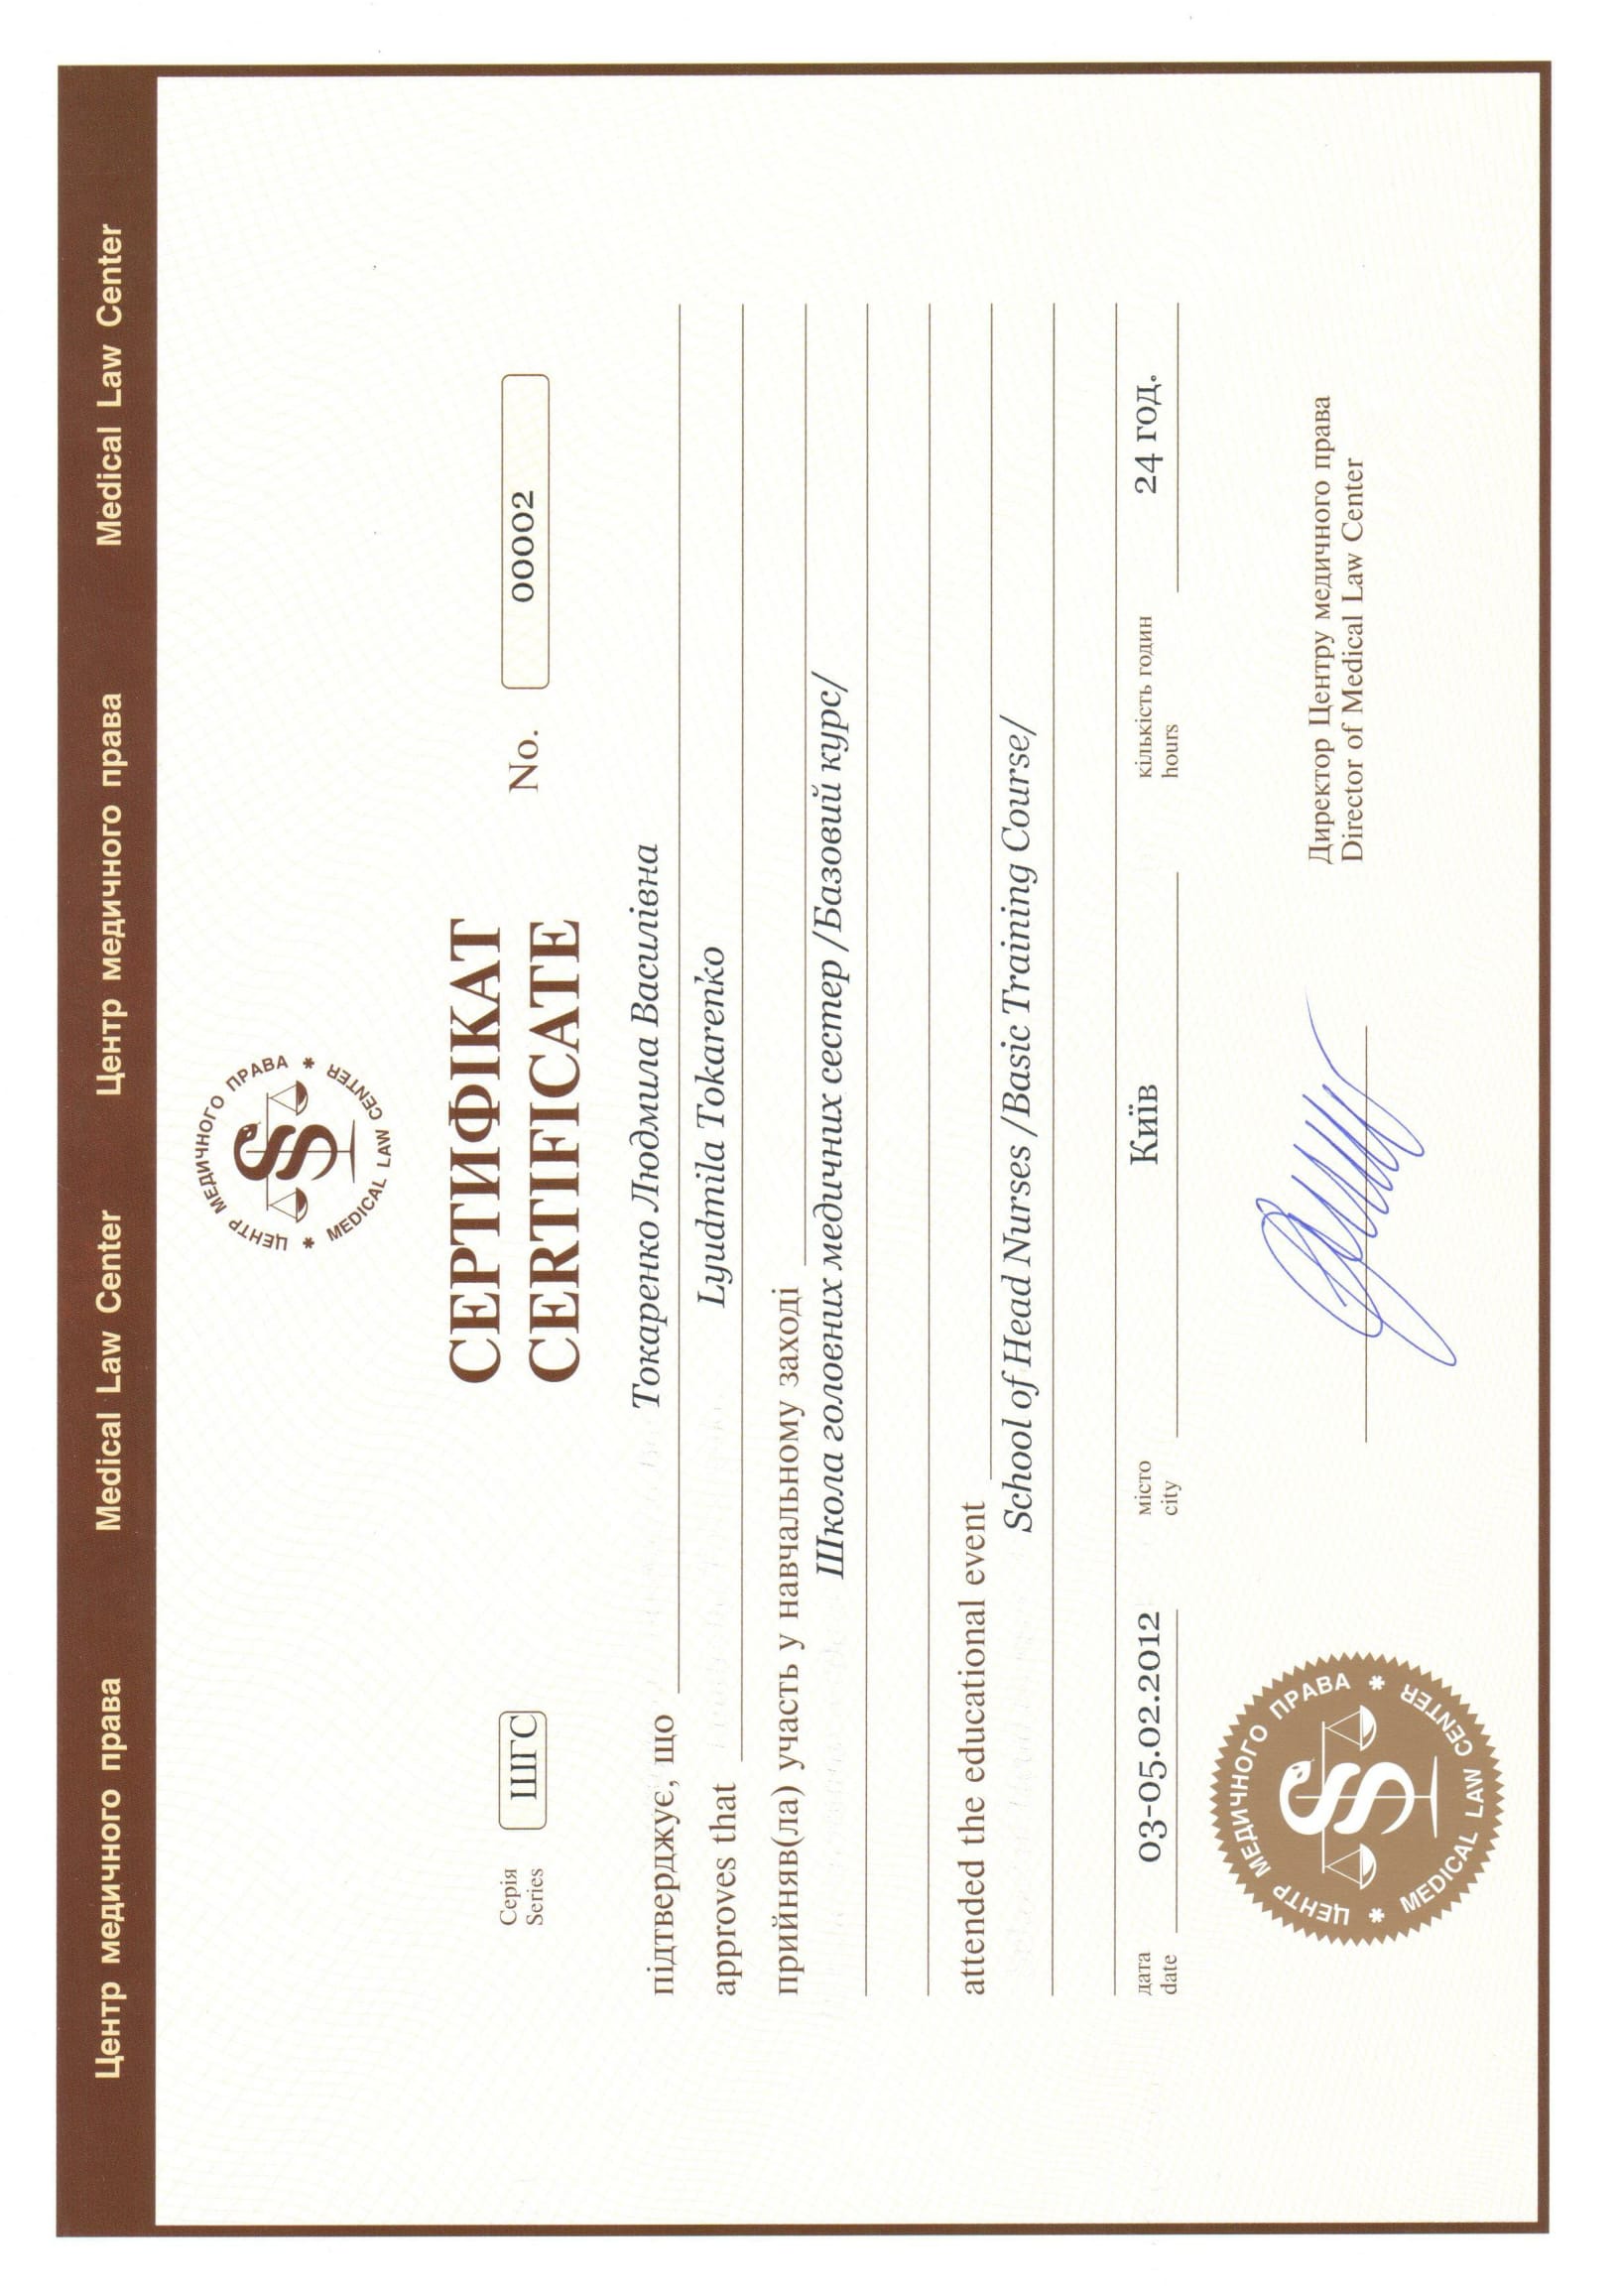 Центр медичного права Medical Law Center Центр медичного права Medical Law Center
ЦЕНТР МЕДИЧНОГО ПРАВА * MEDICAL LAW CENTER *
СЕРТИФІКАТ
CERTIFICATE
Серія
Series
ШГС
No. 00002
підтверджує, що Токаренко Людмила Василівна
approves that Lyudmila Tokarenko
прийняв(ла) участь у навчальному заході
Школа головних медичних сестер /Базовий курс/
attended the educational event
School of Head Nurses /Basic Training Course/
дата
date
03-05.02.2012
місто
city
Київ
кількість годин
hours
24 год.
ЦЕНТР МЕДИЧНОГО ПРАВА * MEDICAL LAW CENTER *
Директор Центру медичного права
Director of Medical Law Center